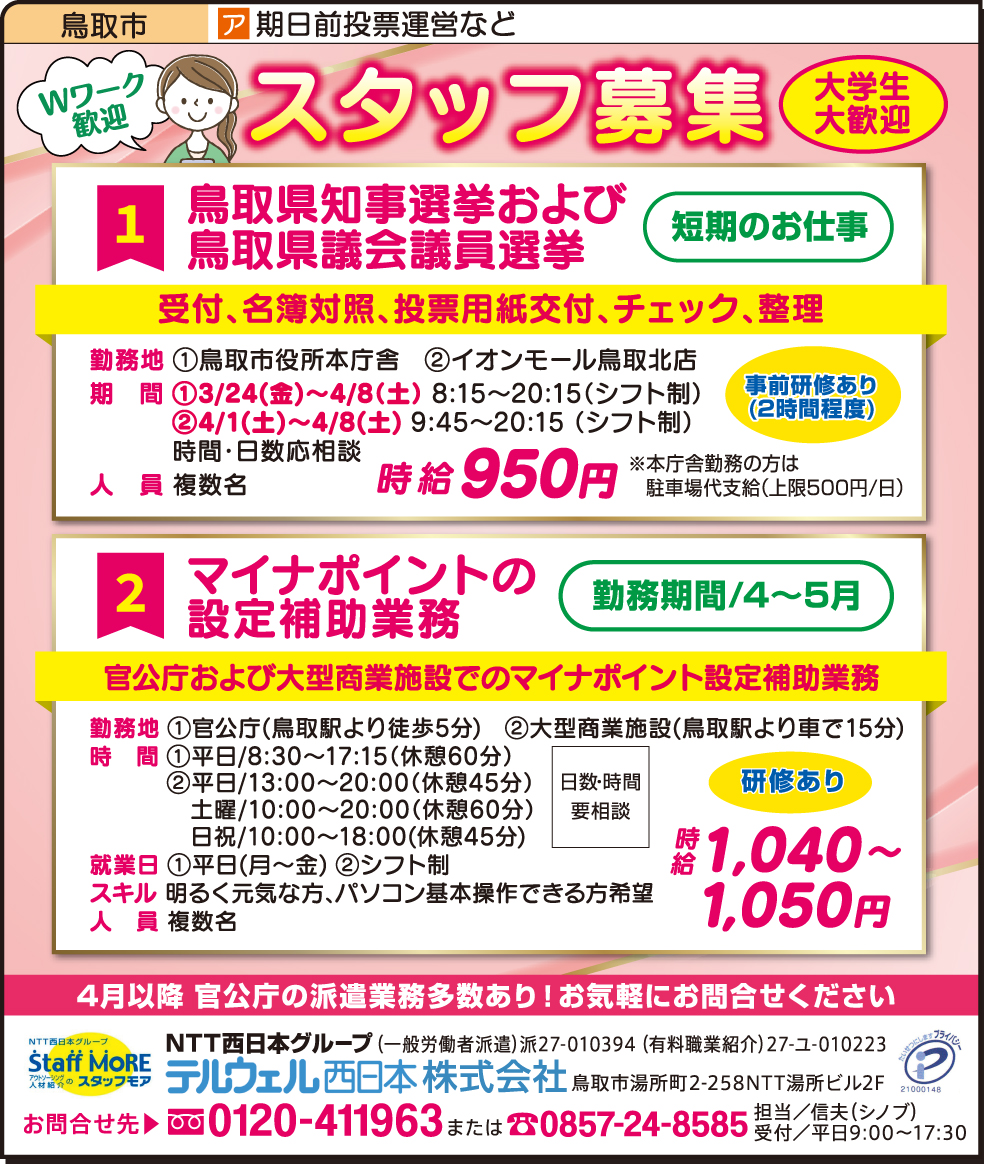 鳥取市
ア 期日前投票運営など
Wワーク
歓迎
スタッフ募集
大学生
大歓迎
1
鳥取県知事選挙および
鳥取県議会議員選挙
短期のお仕事
受付、名簿対照、投票用紙交付、チェック、整理
勤務地 ①鳥取市役所本庁舎 ②イオンモール鳥取北店
期 間 ①3/24(金)〜4/8(土) 8:15〜20:15(シフト制)
②4/1(土)〜4/8(土) 9:45〜20:15 (シフト制)
時間・日数応相談
人 員 複数名
事前研修あり
(2時間程度)
時給 950円
※本庁舎勤務の方は
駐車場代支給(上限500円/日)
2
マイナポイントの
設定補助業務
勤務期間/4〜5月
官公庁および大型商業施設でのマイナポイント設定補助業務
勤務地 ①官公庁(鳥取駅より徒歩5分) ②大型商業施設(鳥取駅より車で15分)
時 間 ①平日/8:30〜17:15(休憩60分)
②平日/13:00〜20:00(休憩45分)
土曜/10:00〜20:00(休憩60分)
日祝/10:00〜18:00(休憩45分)
日数・時間
要相談
研修あり
就業日 ①平日(月〜金) ②シフト制
スキル 明るく元気な方、パソコン基本操作できる方希望
人 員 複数名
時給 1,040〜
1,050円
4月以降 官公庁の派遣業務多数あり!お気軽にお問合せください
NTT西日本グループ
Staff MoRE
アウトソーシング
人材紹介の スタッフモア
NTT西日本グループ (一般労働者派遣)派27-010394 (有料職業紹介)27-ユ-010223
テルウェル西日本株式会社 鳥取市湯所町2-258NTT湯所ビル2F
たいせつにしますプライバシー
21000148
お問合せ先▶ 0120-411963 または ☎0857-24-8585
担当/信夫(シノブ)
受付/平日9:00〜17:30